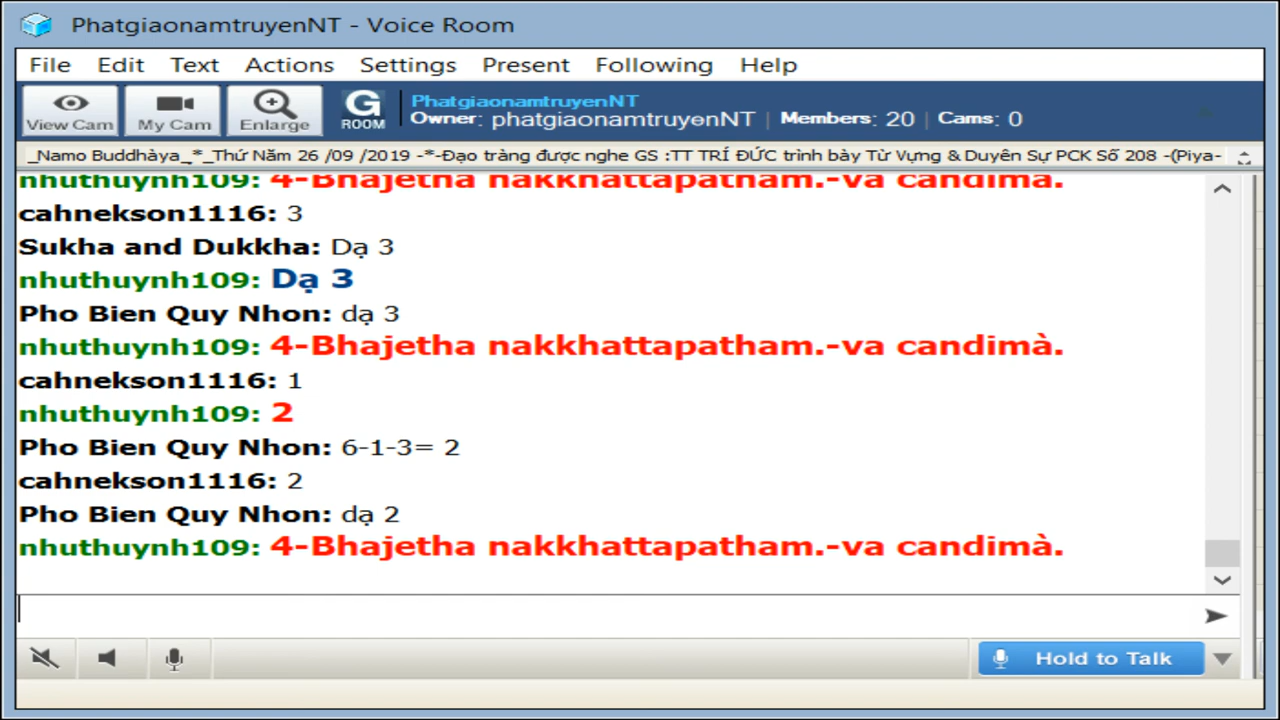 PhatgiaonamtruyenNT - Voice Room
File Edit Text Actions Settings Present Following Help
View Cam My Cam Enlarge G ROOM
PhatgiaonamtruyenNT
Owner: phatgiaonamtruyenNT | Members: 20 | Cams: 0
_Namo Buddhàya_*_Thứ Năm 26 /09 /2019 -*-Đạo tràng được nghe GS :TT TRÍ ĐỨC trình bày Từ Vựng & Duyên Sự PCK Số 208 -(Piya-
nhuthuynh109: 4-Bhajetha nakkhattapatham.-va candimà.
cahnekson1116: 3
Sukha and Dukkha: Dạ 3
nhuthuynh109: Dạ 3
Pho Bien Quy Nhon: dạ 3
nhuthuynh109: 4-Bhajetha nakkhattapatham.-va candimà.
cahnekson1116: 1
nhuthuynh109: 2
Pho Bien Quy Nhon: 6-1-3= 2
cahnekson1116: 2
Pho Bien Quy Nhon: dạ 2
nhuthuynh109: 4-Bhajetha nakkhattapatham.-va candimà.
Hold to Talk